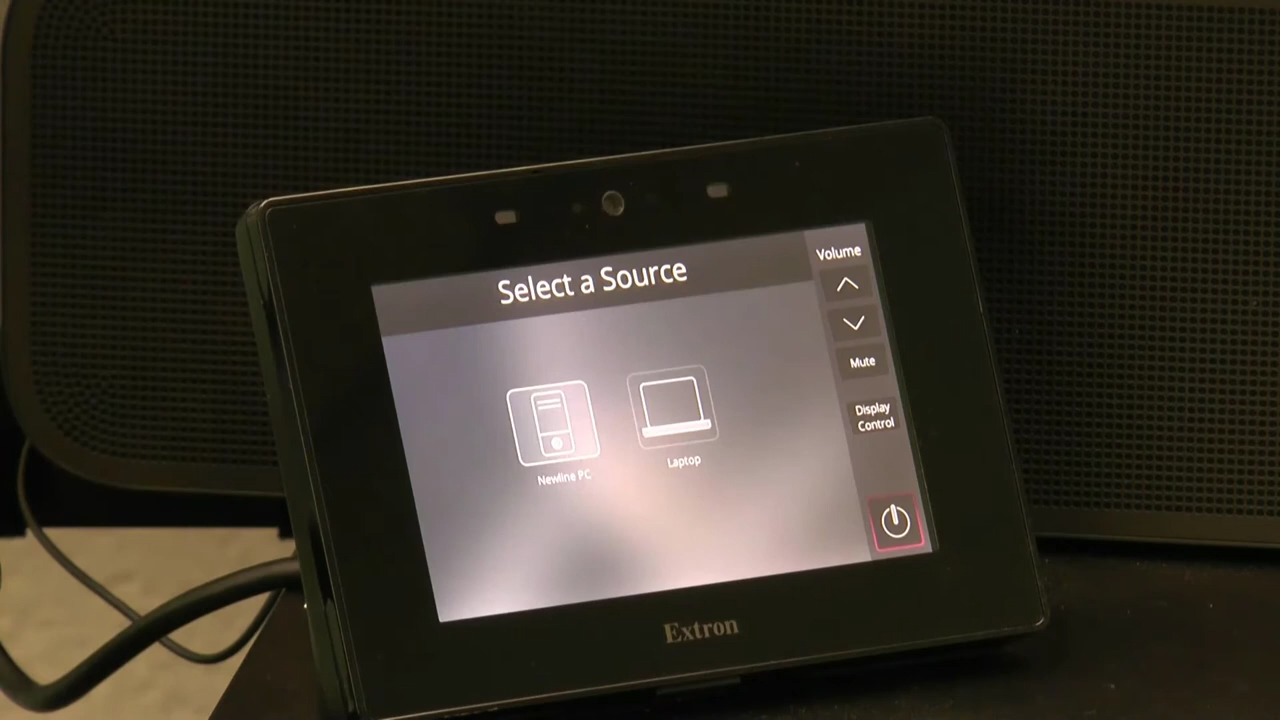 Select a Source
Volume
Mute
Display
Control
Newline PC
Laptop
Extron